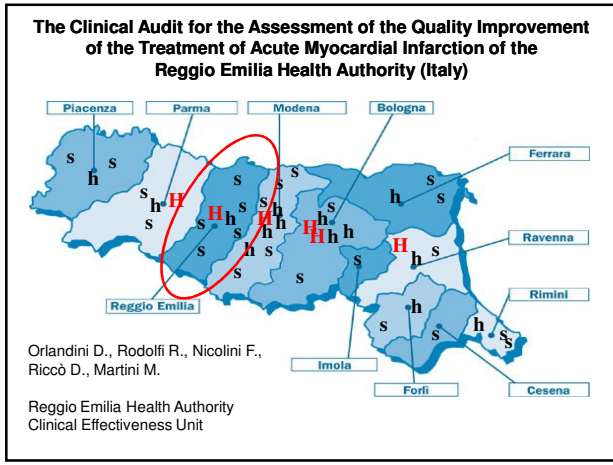 The Clinical Audit for the Assessment of the Quality Improvement
of the Treatment of Acute Myocardial Infarction of the
Reggio Emilia Health Authority (Italy)
Piacenza Parma Modena Bologna
s s h
s h H s
s H h s s s s
s s s h H h h h s s
s h s H H h h s
Ferrara
h s s
H h s
Ravenna
Reggio Emilia
s
h s
s
h s s
Rimini
Imola
Forlì
Cesena
Orlandini D., Rodolfi R., Nicolini F.,
Riccò D., Martini M.
Reggio Emilia Health Authority
Clinical Effectiveness Unit